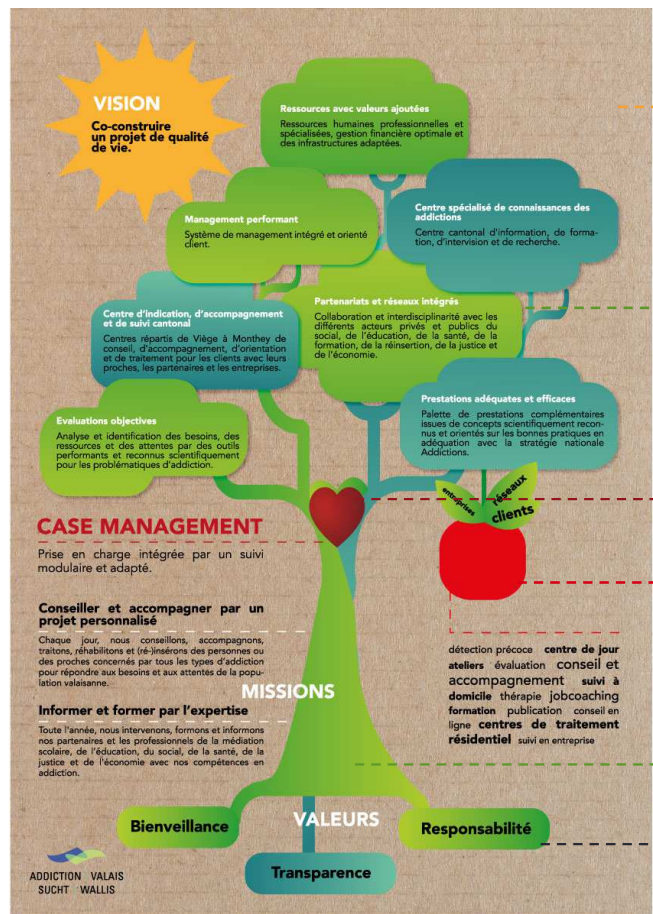 VISION
Co-construire
un projet de qualité
de vie.
Ressources avec valeurs ajoutées
Ressources humaines professionnelles et
spécialisées, gestion financière optimale et
des infrastructures adaptées.
Management performant
Système de management intégré et orienté
client.
Centre spécialisé de connaissances des
addictions
Centre cantonal d'information, de forma-
tion, d'intervision et de recherche.
Centre d'indication, d'accompagnement
et de suivi cantonal
Centres répartis de Viège à Monthey de
conseil, d'accompagnement, d'orientation
et de traitement pour les clients avec leurs
proches, les partenaires et les entreprises.
Partenariats et réseaux intégrés
Collaboration et interdisciplinarité avec les
différents acteurs privés et publics du
social, de l'éducation, de la santé, de la
formation, de la réinsertion, de la justice et
de l'économie.
Evaluations objectives
Analyse et identification des besoins, des
ressources et des attentes par des outils
performants et reconnus scientifiquement
pour les problématiques d'addiction.
Prestations adéquates et efficaces
Palette de prestations complémentaires
issues de concepts scientifiquement recon-
nus et orientés sur les bonnes pratiques en
adéquation avec la stratégie nationale
Addictions.
entreprises
réseaux
clients
CASE MANAGEMENT
Prise en charge intégrée par un suivi
modulaire et adapté.
Conseiller et accompagner par un
projet personnalisé
Chaque jour, nous conseillons, accompagnons,
traitons, réhabilitons et (ré-)insérons des personnes ou
des proches concernés par tous les types d'addiction
pour répondre aux besoins et aux attentes de la popu-
lation valaisanne.
MISSIONS
Informer et former par l'expertise
Toute l'année, nous intervenons, formons et informons
nos partenaires et les professionnels de la médiation
scolaire, de l'éducation, du social, de la santé, de la
justice et de l'économie avec nos compétences en
addiction.
détection précoce centre de jour
ateliers évaluation conseil et
accompagnement suivi à
domicile thérapie jobcoaching
formation publication conseil en
ligne centres de traitement
résidentiel suivi en entreprise
VALEURS
Bienveillance
Responsabilité
Transparence
ADDICTION VALAIS
SUCHT WALLIS